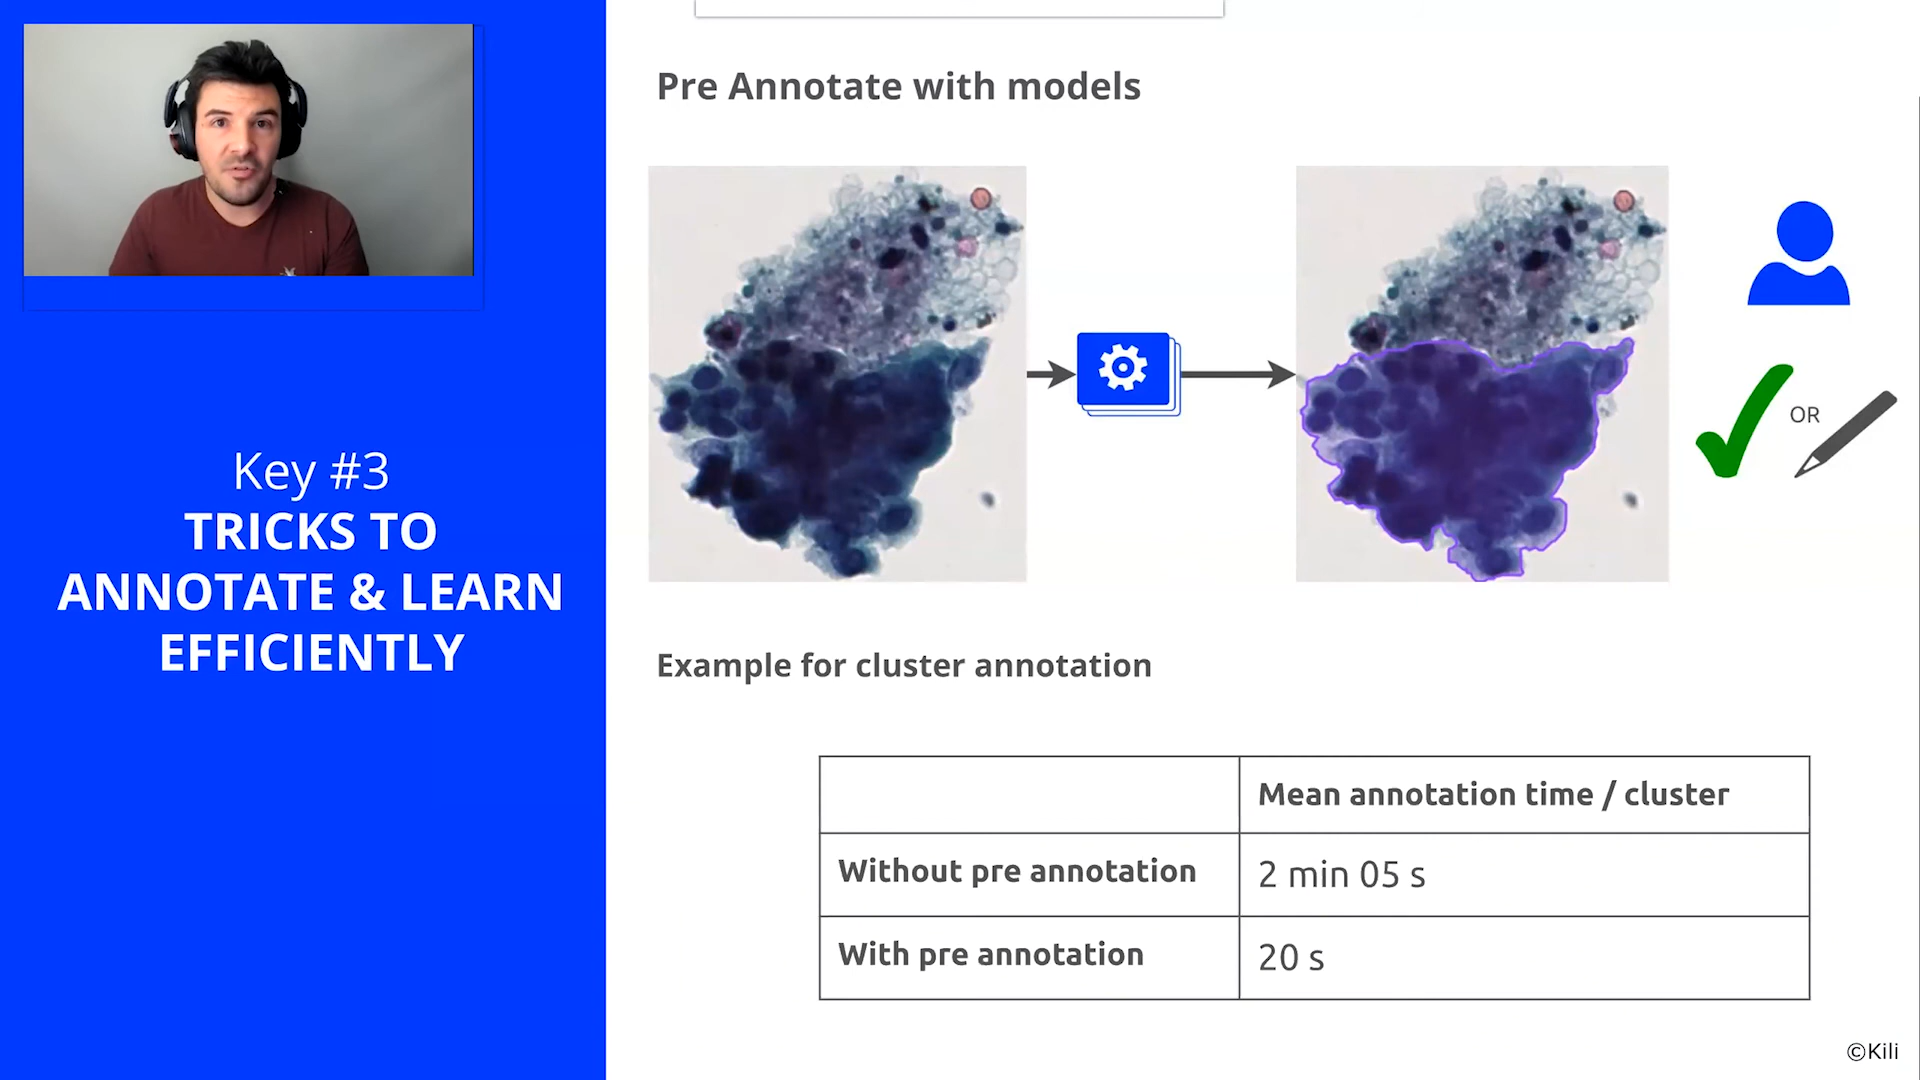 Key #3
TRICKS TO
ANNOTATE & LEARN
EFFICIENTLY
Pre Annotate with models
OR
Example for cluster annotation
Mean annotation time / cluster
Without pre annotation
2 min 05 s
With pre annotation
20 s
©Kili